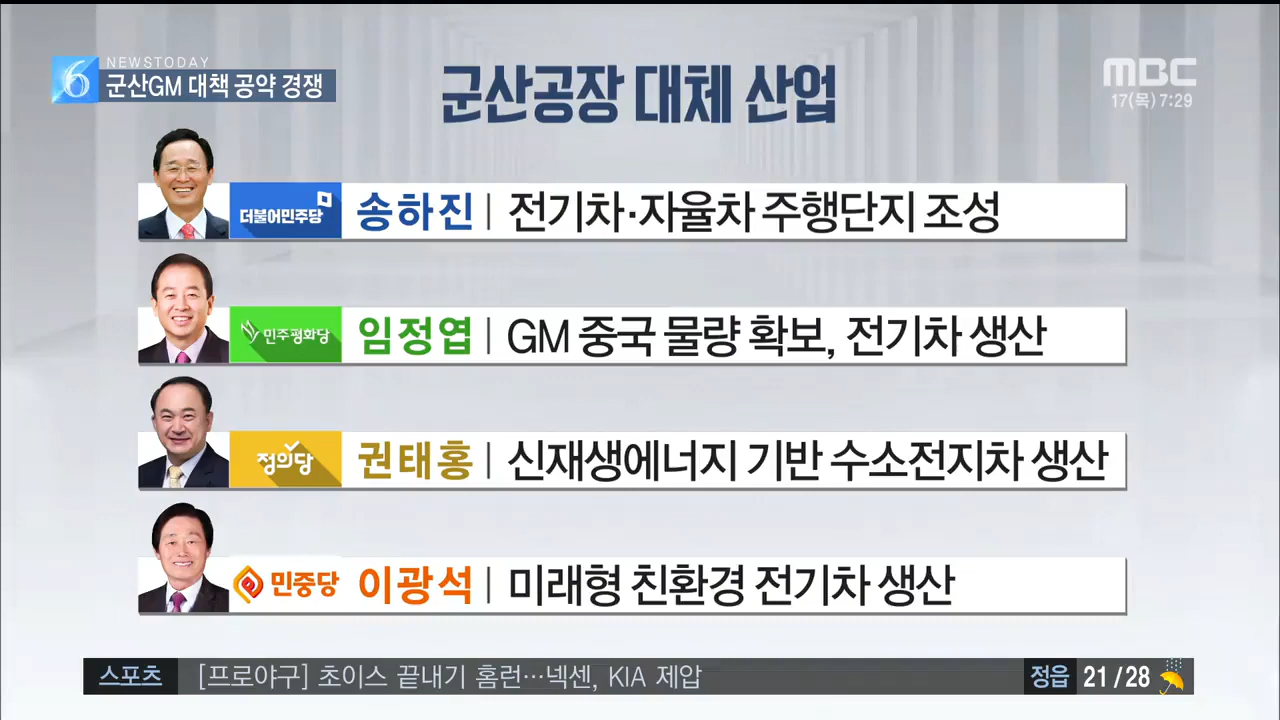 NEWSTODAY
6 군산GM 대책 공약 경쟁
군산공장 대체 산업
MBC
17(목) 7:29
더불어민주당 송하진 | 전기차·자율차 주행단지 조성
민주평화당 임정엽 | GM 중국 물량 확보, 전기차 생산
정의당 권태홍 | 신재생에너지 기반 수소전지차 생산
민중당 이광석 | 미래형 친환경 전기차 생산
스포츠 [프로야구] 초이스 끝내기 홈런…넥센, KIA 제압 정읍 21 / 28